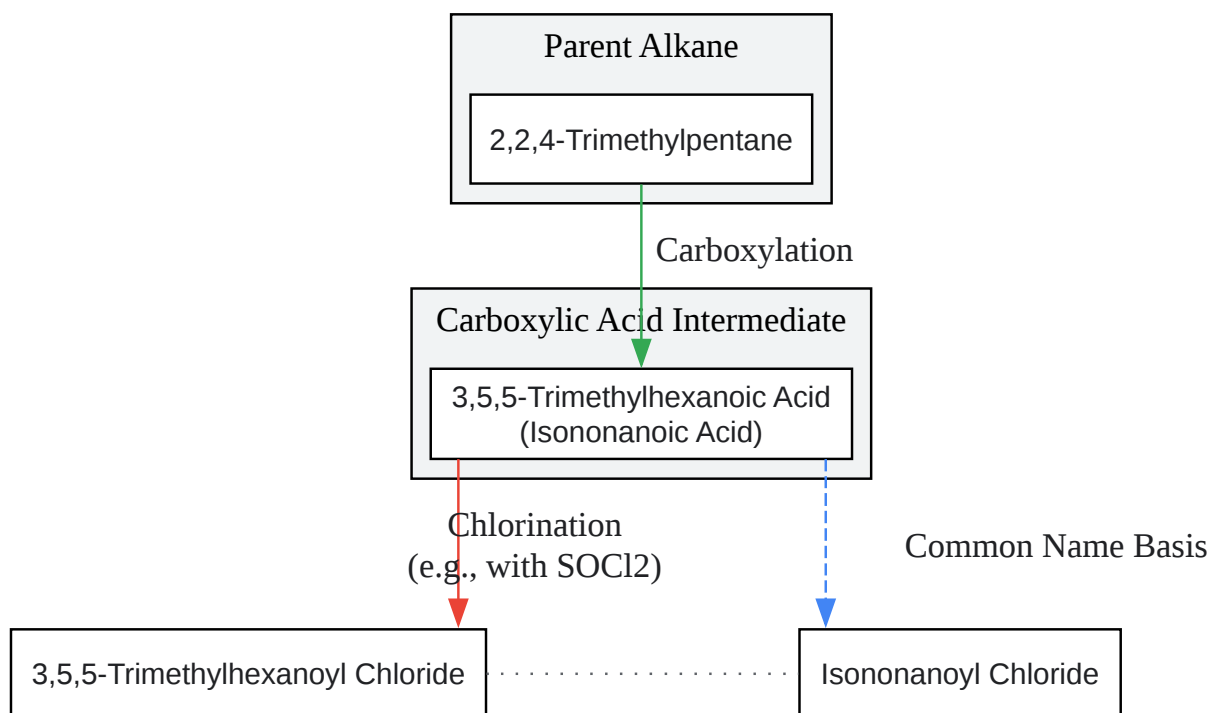 Parent Alkane
2,2,4-Trimethylpentane
Carboxylation
Carboxylic Acid Intermediate
3,5,5-Trimethylhexanoic Acid
(Isononanoic Acid)
Chlorination
(e.g., with SOCl2)
Common Name Basis
3,5,5-Trimethylhexanoyl Chloride
Isononanoyl Chloride